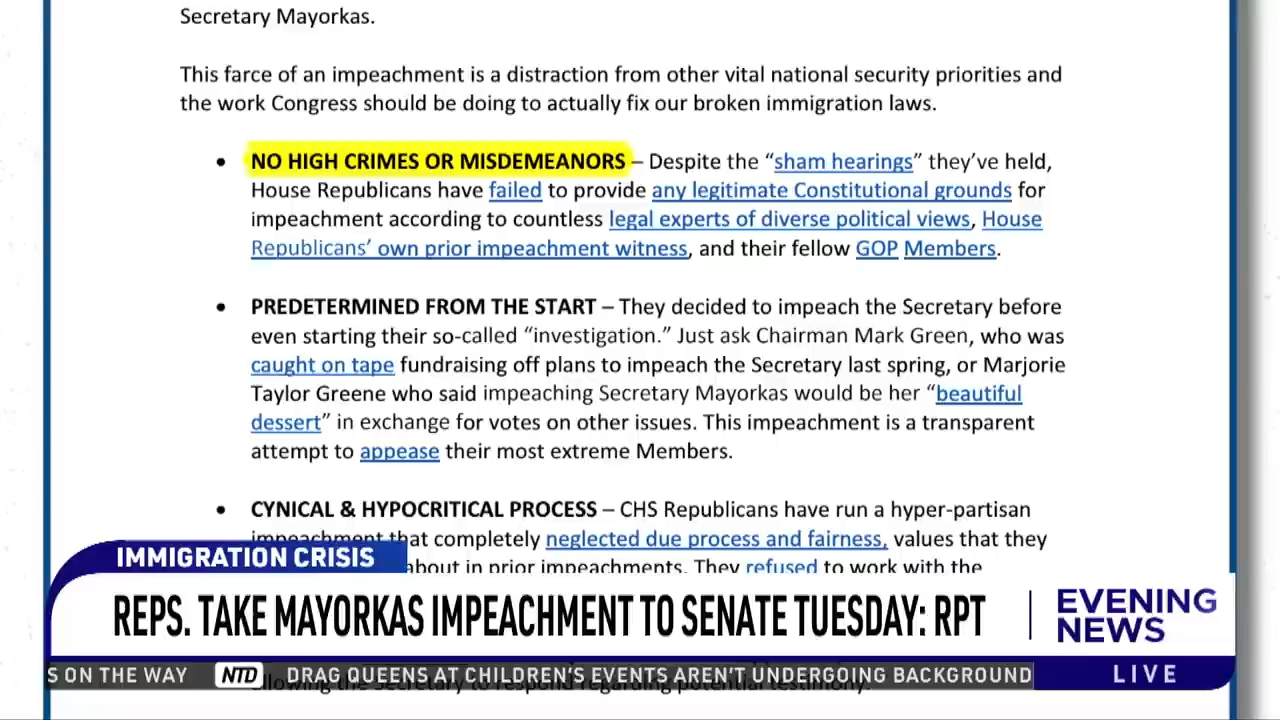 Secretary Mayorkas.
This farce of an impeachment is a distraction from other vital national security priorities and
the work Congress should be doing to actually fix our broken immigration laws.
• NO HIGH CRIMES OR MISDEMEANORS – Despite the “sham hearings” they’ve held,
House Republicans have failed to provide any legitimate Constitutional grounds for
impeachment according to countless legal experts of diverse political views, House
Republicans’ own prior impeachment witness, and their fellow GOP Members.
• PREDETERMINED FROM THE START – They decided to impeach the Secretary before
even starting their so-called “investigation.” Just ask Chairman Mark Green, who was
caught on tape fundraising off plans to impeach the Secretary last spring, or Marjorie
Taylor Greene who said impeaching Secretary Mayorkas would be her “beautiful
dessert” in exchange for votes on other issues. This impeachment is a transparent
attempt to appease their most extreme Members.
• CYNICAL & HYPOCRITICAL PROCESS – CHS Republicans have run a hyper-partisan
impeachment that completely neglected due process and fairness, values that they
about in prior impeachments. They refused to work with the
IMMIGRATION CRISIS
REPS. TAKE MAYORKAS IMPEACHMENT TO SENATE TUESDAY: RPT
EVENING
NEWS
S ON THE WAY NTD DRAG QUEENS AT CHILDREN'S EVENTS AREN'T UNDERGOING BACKGROUND
LIVE